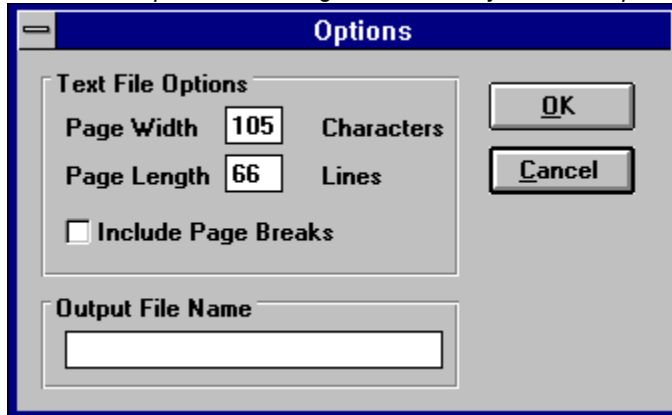 Options
Text File Options
Page Width 105 Characters
Page Length 66 Lines
Include Page Breaks
OK
Cancel
Output File Name